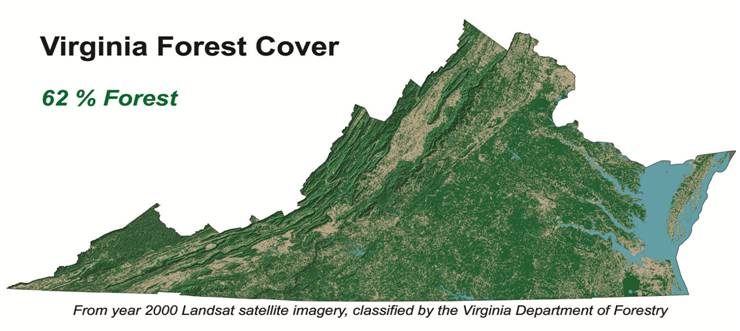 Virginia Forest Cover
62 % Forest
From year 2000 Landsat satellite imagery, classified by the Virginia Department of Forestry